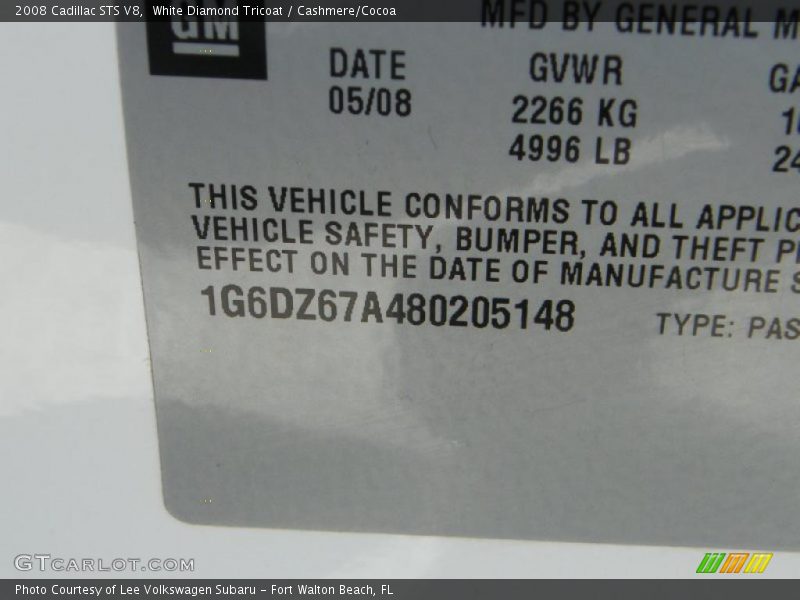 2008 Cadillac STS V8, White Diamond Tricoat / Cashmere/Cocoa
GM
MFD BY GENERAL M
DATE GVWR GA
05/08 2266 KG
4996 LB 24
THIS VEHICLE CONFORMS TO ALL APPLIC
VEHICLE SAFETY, BUMPER, AND THEFT P
EFFECT ON THE DATE OF MANUFACTURE S
1G6DZ67A480205148 TYPE: PAS
GTCARLOT.COM
Photo Courtesy of Lee Volkswagen Subaru - Fort Walton Beach, FL